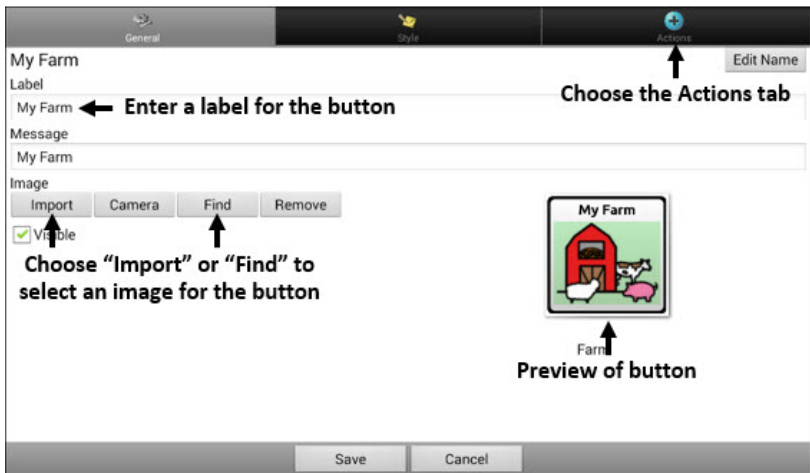 General
Style
Actions
My Farm
Edit Name
Choose the Actions tab
Label
My Farm
Enter a label for the button
Message
My Farm
Image
Import
Camera
Find
Remove
Visible
Choose “Import” or “Find” to
select an image for the button
My Farm
Farm
Preview of button
Save
Cancel